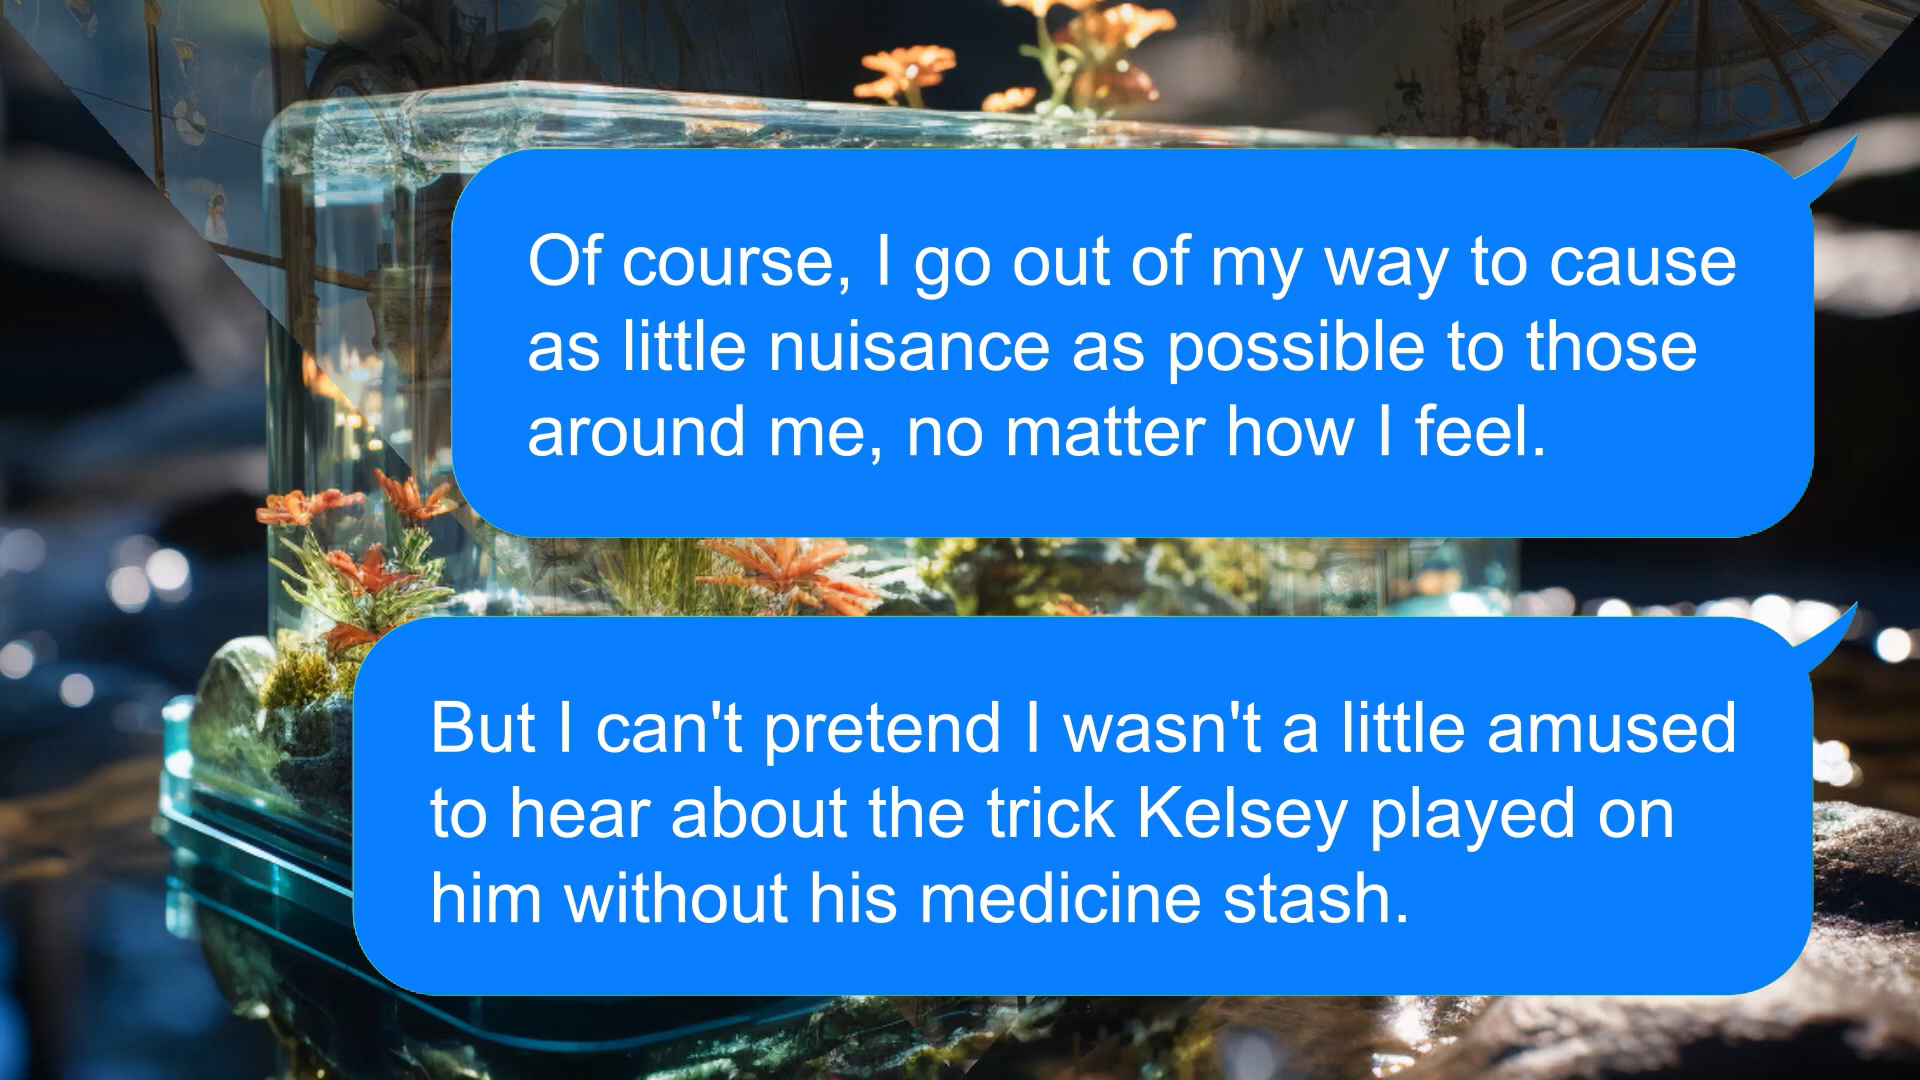 Of course, I go out of my way to cause
as little nuisance as possible to those
around me, no matter how I feel.
But I can't pretend I wasn't a little amused
to hear about the trick Kelsey played on
him without his medicine stash.